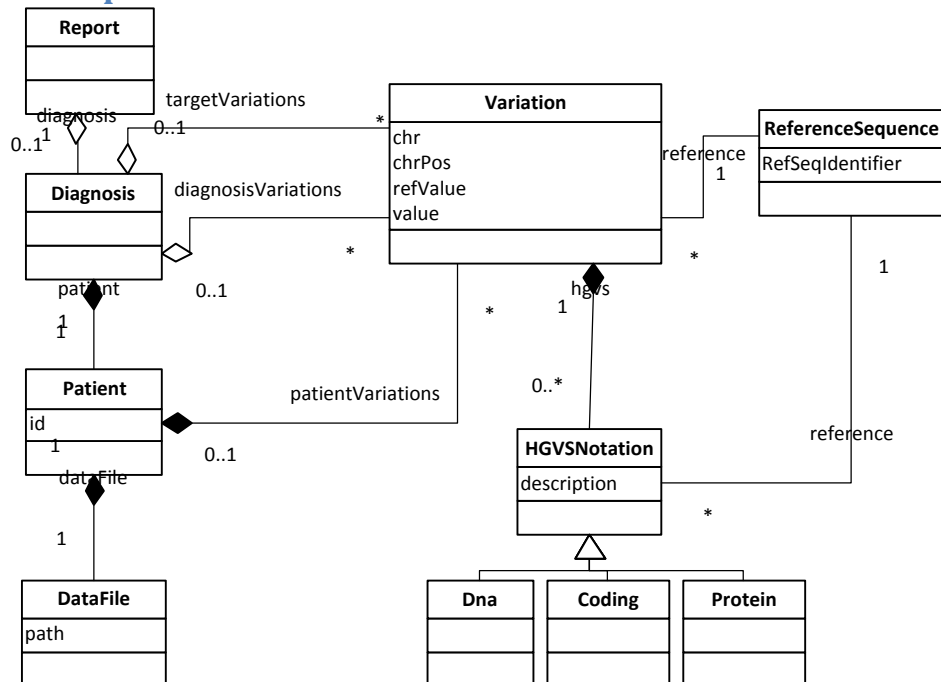 Report
diagnosis
1
0..1
targetVariations
0..1
*
Variation
chr
chrPos
refValue
value
reference
1
*
ReferenceSequence
RefSeqIdentifier
1
Diagnosis
diagnosisVariations
*
0..1
patient
1
1
hgvs
1
*
0..*
Patient
id
1
patientVariations
0..1
dataFile
1
HGVSNotation
description
reference
*
DataFile
path
Dna
Coding
Protein